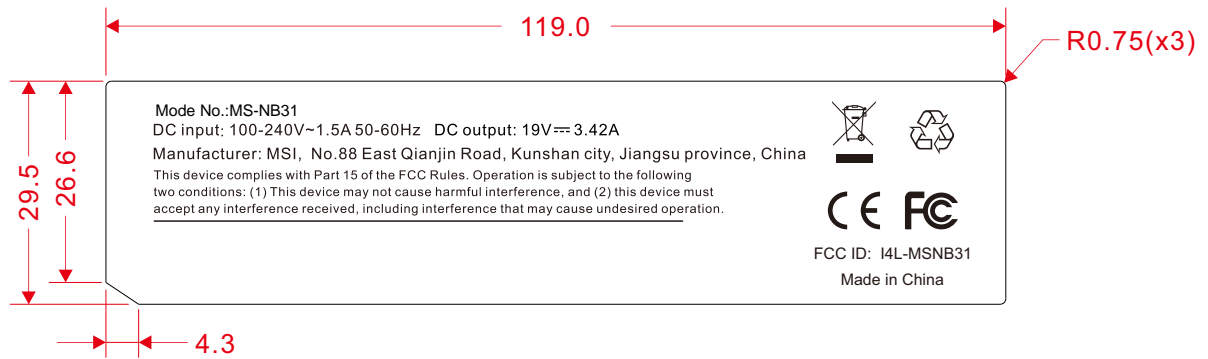 119.0
R0.75(x3)
29.5
26.6
Mode No.:MS-NB31
DC input: 100-240V~1.5A 50-60Hz DC output: 19V⎓3.42A
Manufacturer: MSI, No.88 East Qianjin Road, Kunshan city, Jiangsu province, China
This device complies with Part 15 of the FCC Rules. Operation is subject to the following
two conditions: (1) This device may not cause harmful interference, and (2) this device must
accept any interference received, including interference that may cause undesired operation.
CE FC
FCC ID: I4L-MSNB31
Made in China
4.3